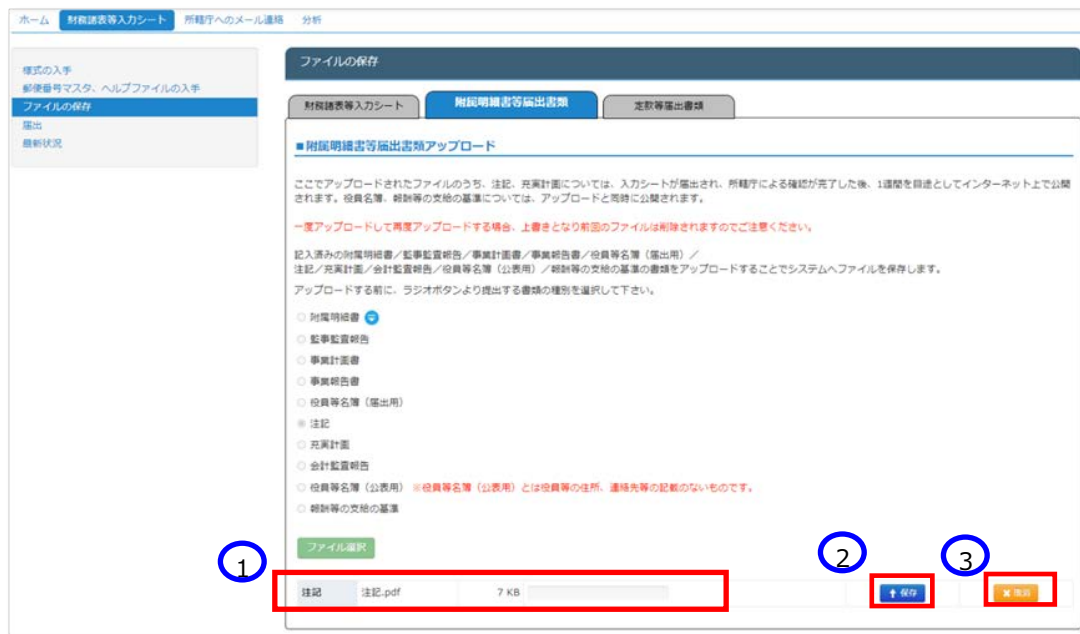 ホーム 財務諸表等入力シート 所轄庁へのメール連絡 分析
様式の入手
郵便番号マスタ、ヘルプファイルの入手
ファイルの保存
届出
最新状況
ファイルの保存
財務諸表等入力シート 附属明細書等届出書類 定款等届出書類
■附属明細書等届出書類アップロード
ここでアップロードされたファイルのうち、注記、充実計画については、入力シートが届出され、所轄庁による確認が完了した後、1週間を目途としてインターネット上で公開
されます。役員名簿、報酬等の支給の基準については、アップロードと同時に公開されます。
一度アップロードして再度アップロードする場合、上書きとなり前回のファイルは削除されますのでご注意ください。
記入済みの附属明細書／監事監査報告／事業計画書／事業報告書／役員等名簿（届出用）／
注記／充実計画／会計監査報告／役員等名簿（公表用）／報酬等の支給の基準の書類をアップロードすることでシステムへファイルを保存します。
アップロードする前に、ラジオボタンより提出する書類の種別を選択して下さい。
附属明細書
監事監査報告
事業計画書
事業報告書
役員等名簿（届出用）
注記
充実計画
会計監査報告
役員等名簿（公表用） ※役員等名簿（公表用）とは役員等の住所、連絡先等の記載のないものです。
報酬等の支給の基準
ファイル選択
1 2 3
注記 注記.pdf 7 KB 保存 取消